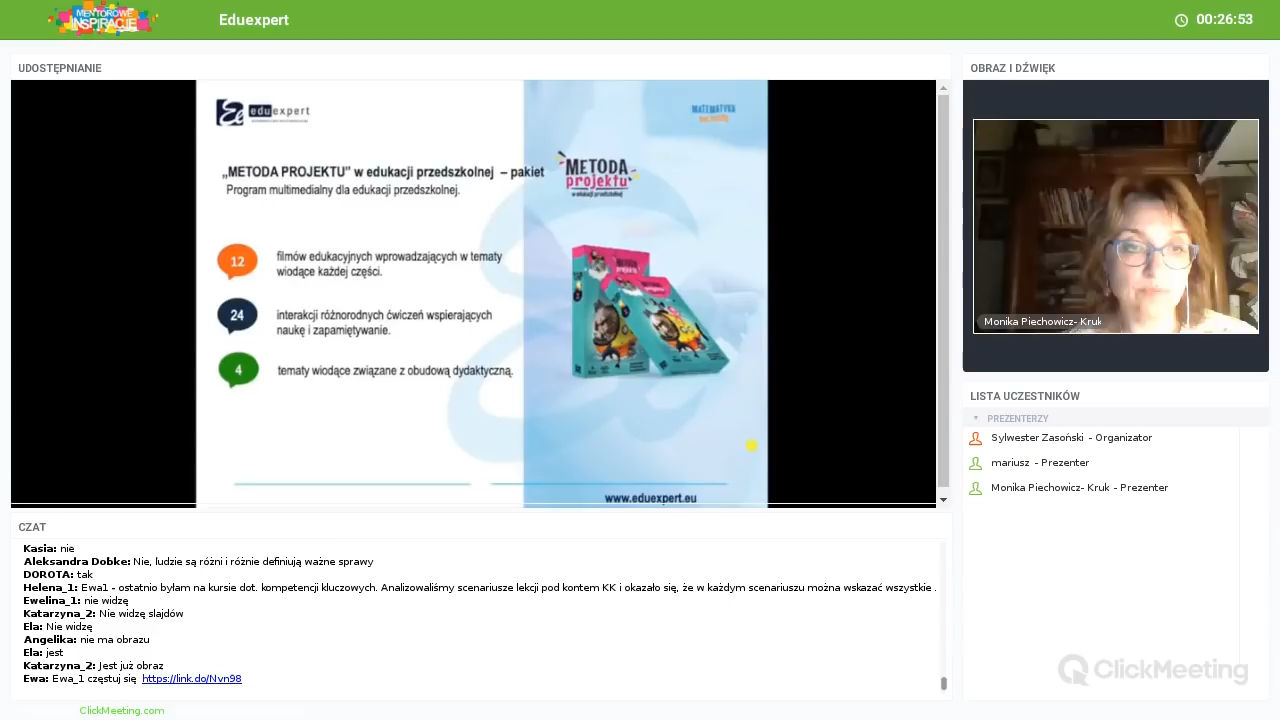 MENTOROWE
INSPIRACJE
Eduexpert
00:26:53
UDOSTĘPNIANIE
eduexpert
MATEMATYKA
„METODA PROJEKTU” w edukacji przedszkolnej – pakiet
Program multimedialny dla edukacji przedszkolnej.
METODA
projektu
w edukacji przedszkolnej
12
filmów edukacyjnych wprowadzających w tematy
wiodące każdej części.
24
interakcji różnorodnych ćwiczeń wspierających
naukę i zapamiętywanie.
4
tematy wiodące związane z obudową dydaktyczną.
www.eduexpert.eu
OBRAZ I DŹWIĘK
Monika Piechowicz- Kruk
LISTA UCZESTNIKÓW
PREZENTERZY
Sylwester Zasoński - Organizator
mariusz - Prezenter
Monika Piechowicz- Kruk - Prezenter
CZAT
Kasia: nie
Aleksandra Dobke: Nie, ludzie są różni i różnie definiują ważne sprawy
DOROTA: tak
Helena_1: Ewa1 - ostatnio byłam na kursie dot. kompetencji kluczowych. Analizowaliśmy scenariusze lekcji pod kontem KK i okazało się, że w każdym scenariuszu można wskazać wszystkie .
Ewelina_1: nie widzę
Katarzyna_2: Nie widzę slajdów
Ela: Nie widzę
Angelika: nie ma obrazu
Ela: jest
Katarzyna_2: Jest już obraz
Ewa: Ewa_1 częstuj się https://link.do/Nvn98
ClickMeeting
ClickMeeting.com